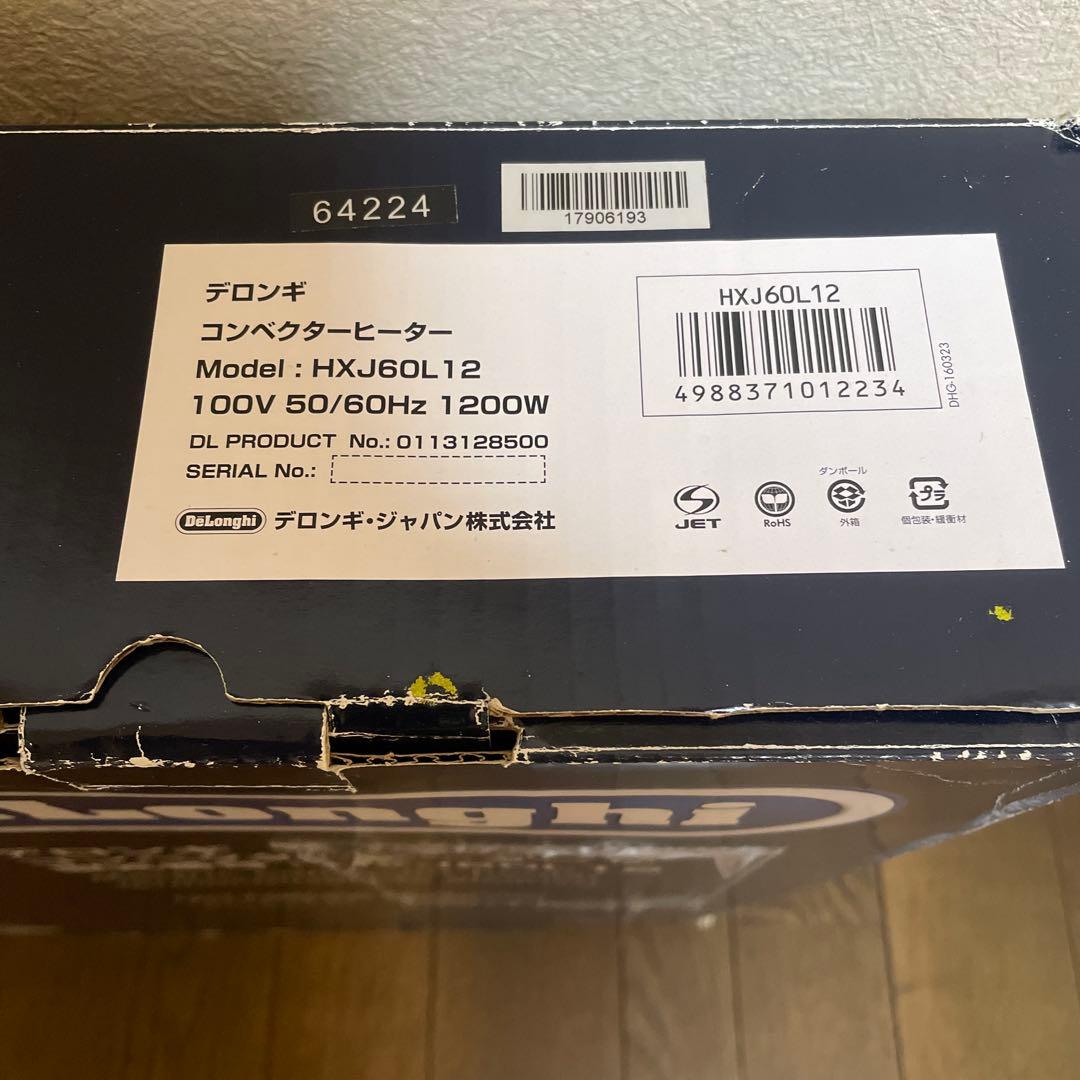 64224
17906193
デロンギ
コンベクターヒーター
Model : HXJ60L12
100V 50/60Hz 1200W
DL PRODUCT No.: 0113128500
SERIAL No.:
DeLonghi デロンギ・ジャパン株式会社
HXJ60L12
4988371012234
DHG-160323
JET
RoHS
ダンボール
外箱
プラ
個包装・緩衝材
Longhi